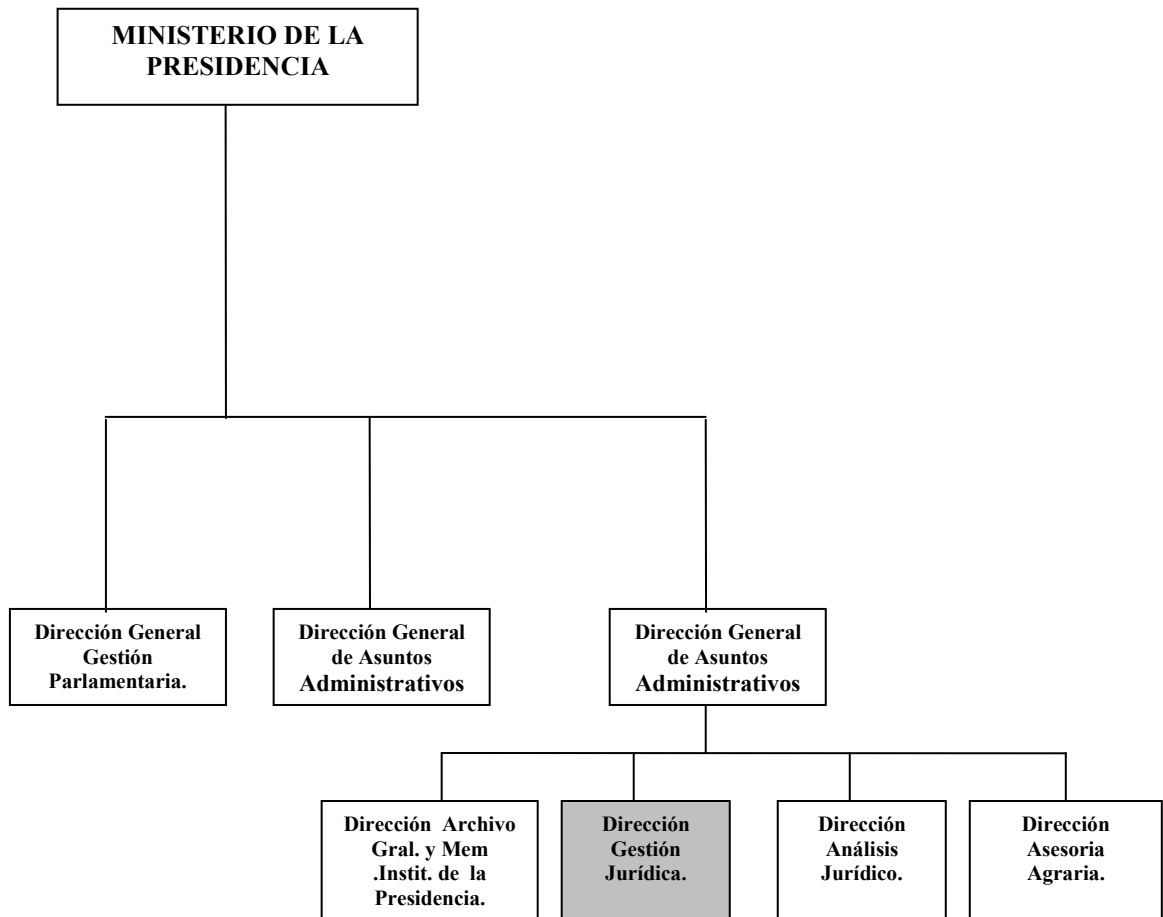 MINISTERIO DE LA
PRESIDENCIA
Dirección General
Gestión
Parlamentaria.
Dirección General
de Asuntos
Administrativos
Dirección General
de Asuntos
Administrativos
Dirección Archivo
Gral. y Mem
.Instit. de la
Presidencia.
Dirección
Gestión
Jurídica.
Dirección
Análisis
Jurídico.
Dirección
Asesoria
Agraria.